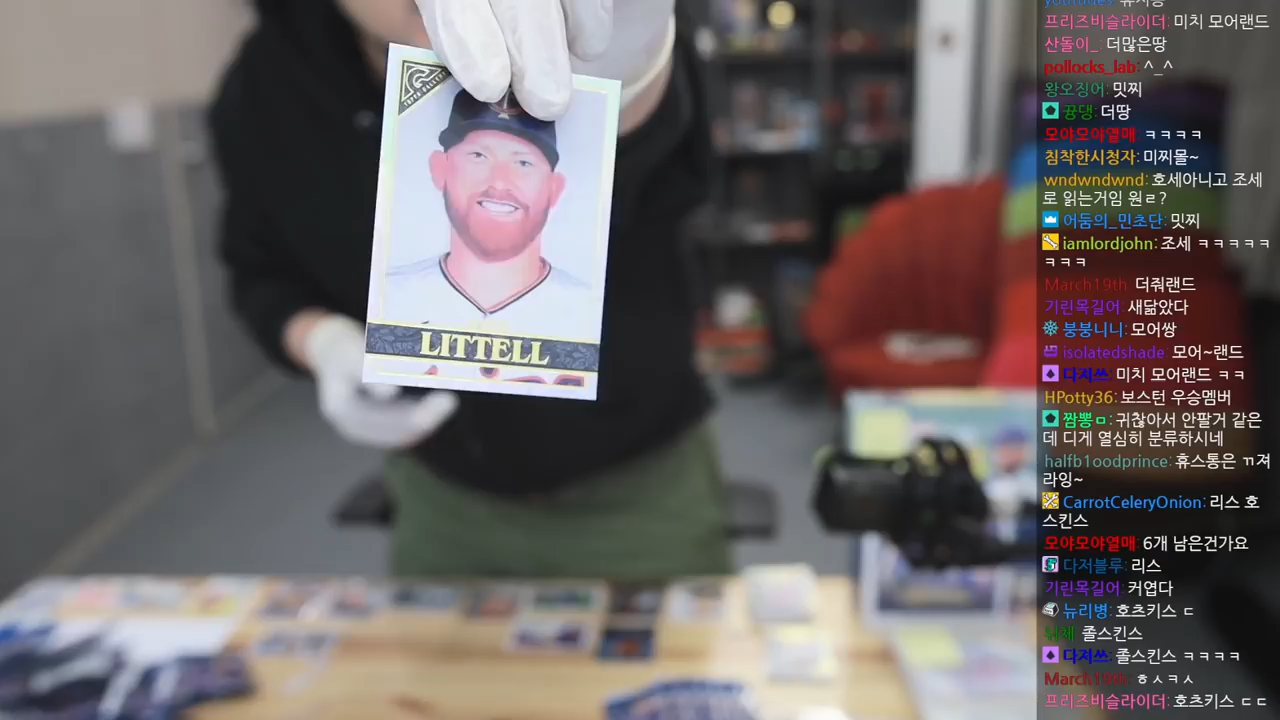 TOPPS GALLERY
LITTELL
프리즈비슬라이더: 미치 모어랜드
산돌이_: 더많은땅
pollocks_lab: ^_^
왕오징어: 밋찌
끙댕: 더땅
모야모야열매: ㅋㅋㅋㅋ
침착한시청자: 미찌몰~
wndwndwnd: 호세아니고 조세
로 읽는거임 원ㄹ?
어둠의_민초단: 밋찌
iamlordjohn: 조세 ㅋㅋㅋㅋㅋ
ㅋㅋㅋ
March19th: 더줘랜드
기린목길어: 새닮았다
붕붕니니: 모어쌍
isolatedshade: 모어~랜드
다저쓰: 미치 모어랜드 ㅋㅋ
HPotty36: 보스턴 우승멤버
짬뽕ㅁ: 귀찮아서 안팔거 같은
데 디게 열심히 분류하시네
halfb1oodprince: 휴스통은 ㄲ져
라잉~
CarrotCeleryOnion: 리스 호
스킨스
모야모야열매: 6개 남은건가요
다저블루: 리스
기린목길어: 커엽다
뉴리병: 호츠키스 ㄷ
졸스킨스
다저쓰: 졸스킨스 ㅋㅋㅋㅋ
March19th: ㅎㅅㅋㅅ
프리즈비슬라이더: 호츠키스 ㄷㄷ